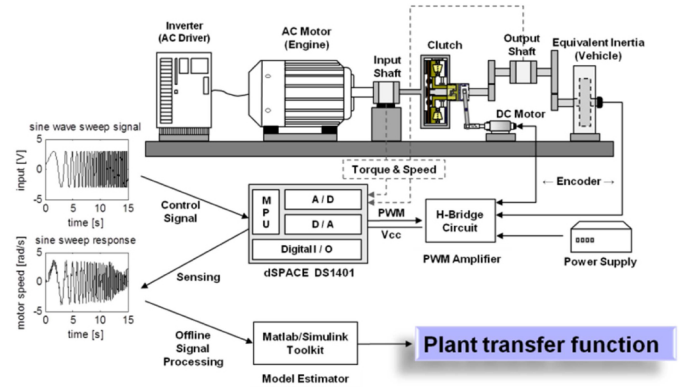 Inverter
(AC Driver)
AC Motor
(Engine)
Input
Shaft
Clutch
Output
Shaft
Equivalent Inertia
(Vehicle)
DC Motor
sine wave sweep signal
input [V]
5
0
-5
0
5
10
15
time [s]
Torque & Speed
Encoder
Control
Signal
M
P
U
A / D
D / A
Digital I / O
dSPACE DS1401
PWM
Vcc
H-Bridge
Circuit
PWM Amplifier
Power Supply
sine sweep response
motor speed [rad/s]
5
0
-5
0
5
10
15
time [s]
Sensing
Offline
Signal
Processing
Matlab/Simulink
Toolkit
Model Estimator
Plant transfer function